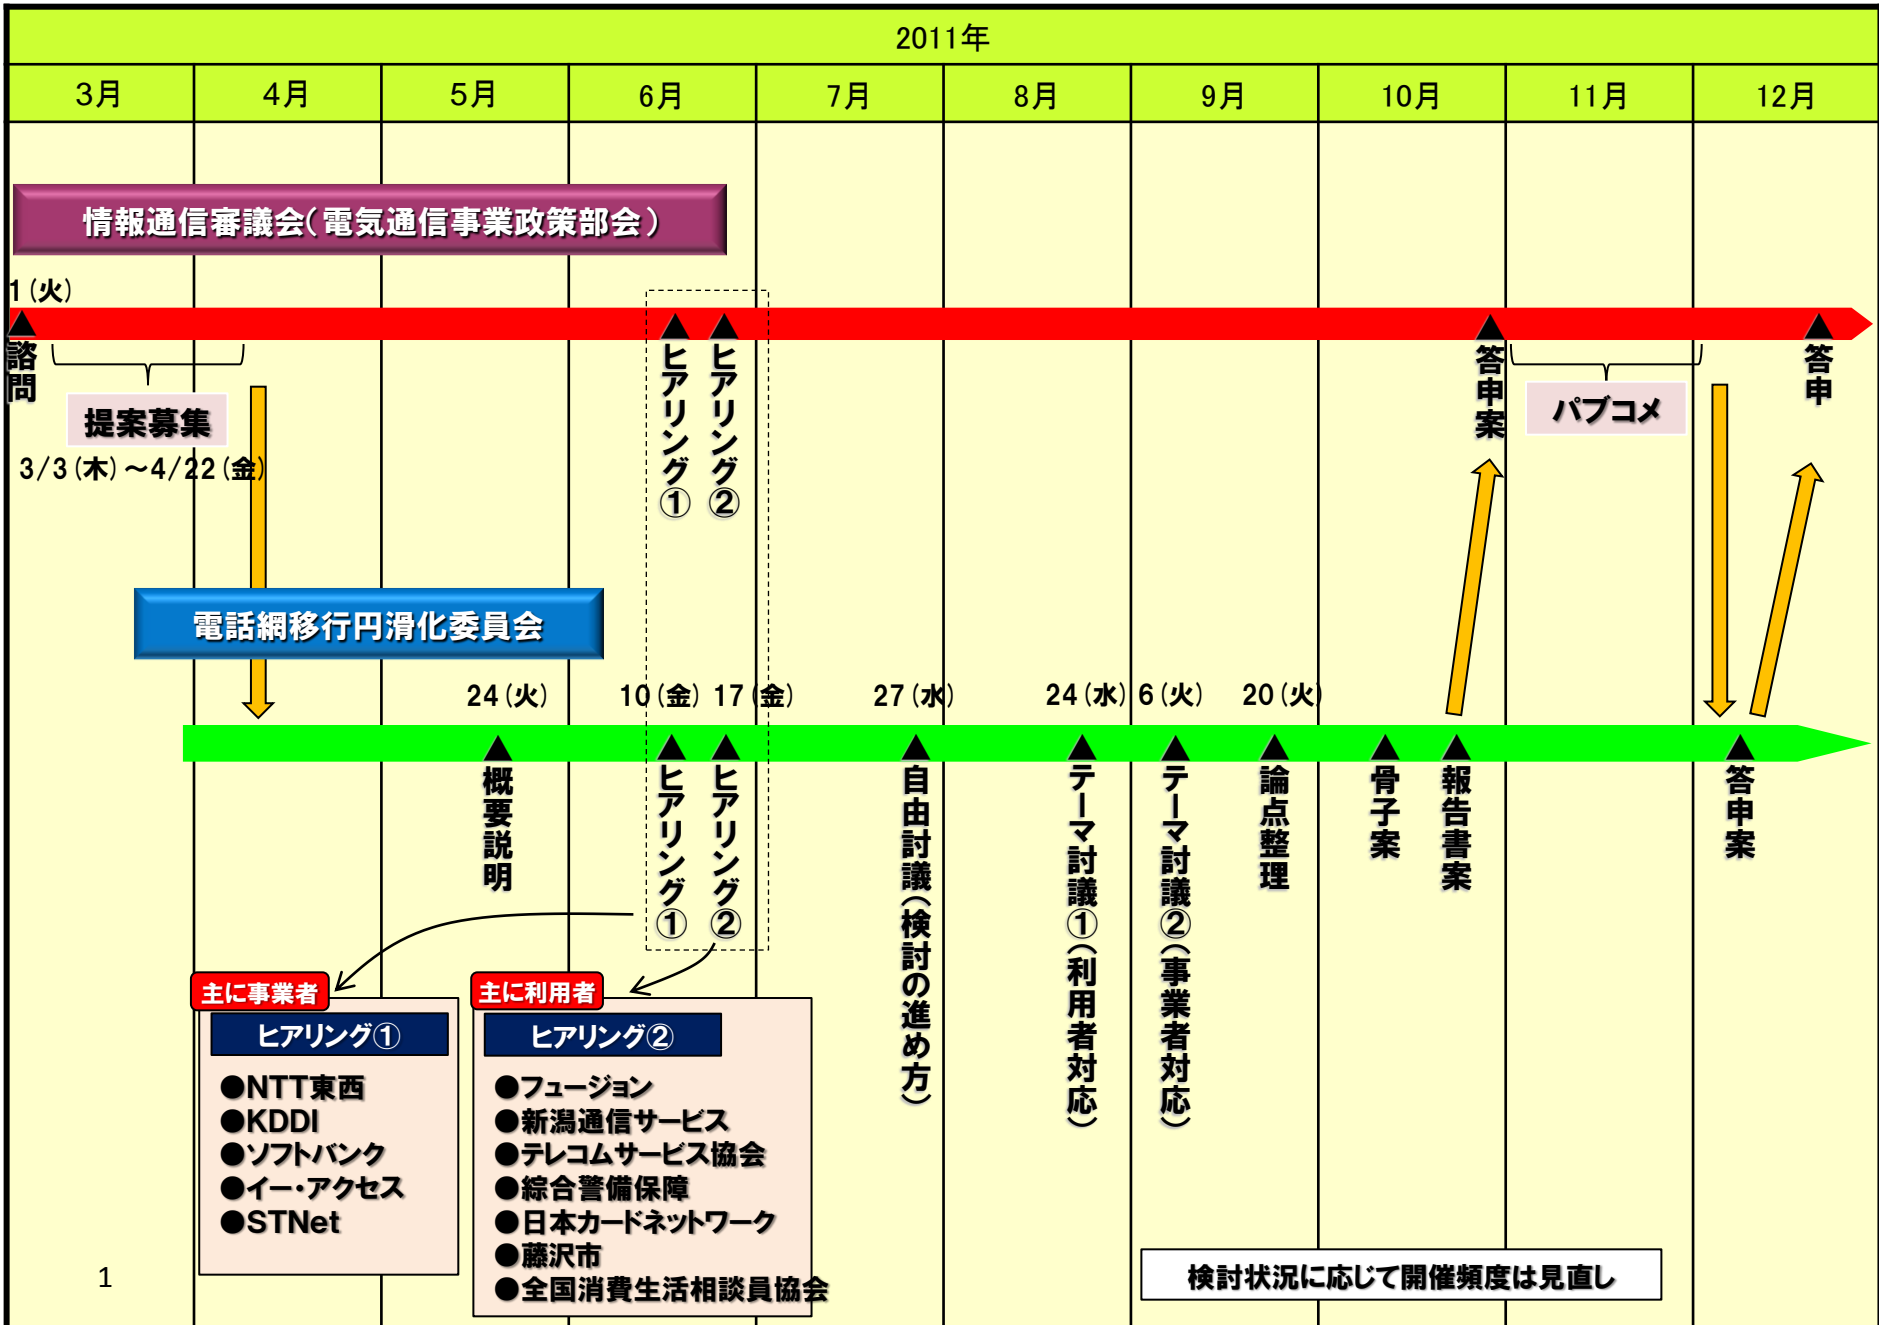 2011年
3月 4月 5月 6月 7月 8月 9月 10月 11月 12月
情報通信審議会(電気通信事業政策部会)
1(火)
諮問
ヒアリング①
ヒアリング②
答申案
答申
提案募集
3/3(木)～4/22(金)
パブコメ
電話網移行円滑化委員会
24(火) 10(金) 17(金) 27(水) 24(水) 6(火) 20(火)
概要説明
ヒアリング①
ヒアリング②
自由討議(検討の進め方)
テーマ討議①(利用者対応)
テーマ討議②(事業者対応)
論点整理
骨子案
報告書案
答申案
主に事業者
ヒアリング①
●NTT東西
●KDDI
●ソフトバンク
●イー・アクセス
●STNet
主に利用者
ヒアリング②
●フュージョン
●新潟通信サービス
●テレコムサービス協会
●綜合警備保障
●日本カードネットワーク
●藤沢市
●全国消費生活相談員協会
検討状況に応じて開催頻度は見直し
1